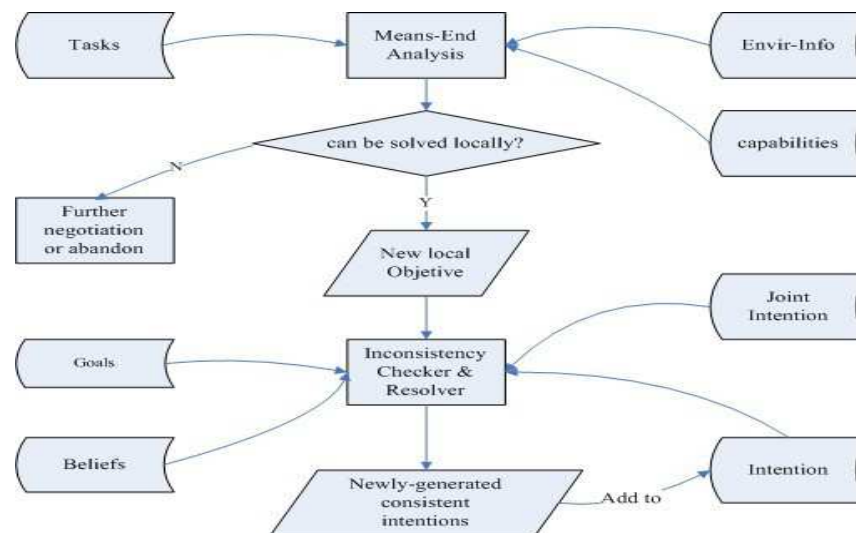 Tasks
Means-End
Analysis
Envir-Info
can be solved locally?
capabilities
N
Y
Further
negotiation
or abandon
New local
Objetive
Joint
Intention
Goals
Inconsistency
Checker &
Resolver
Beliefs
Newly-generated
consistent
intentions
Add to
Intention